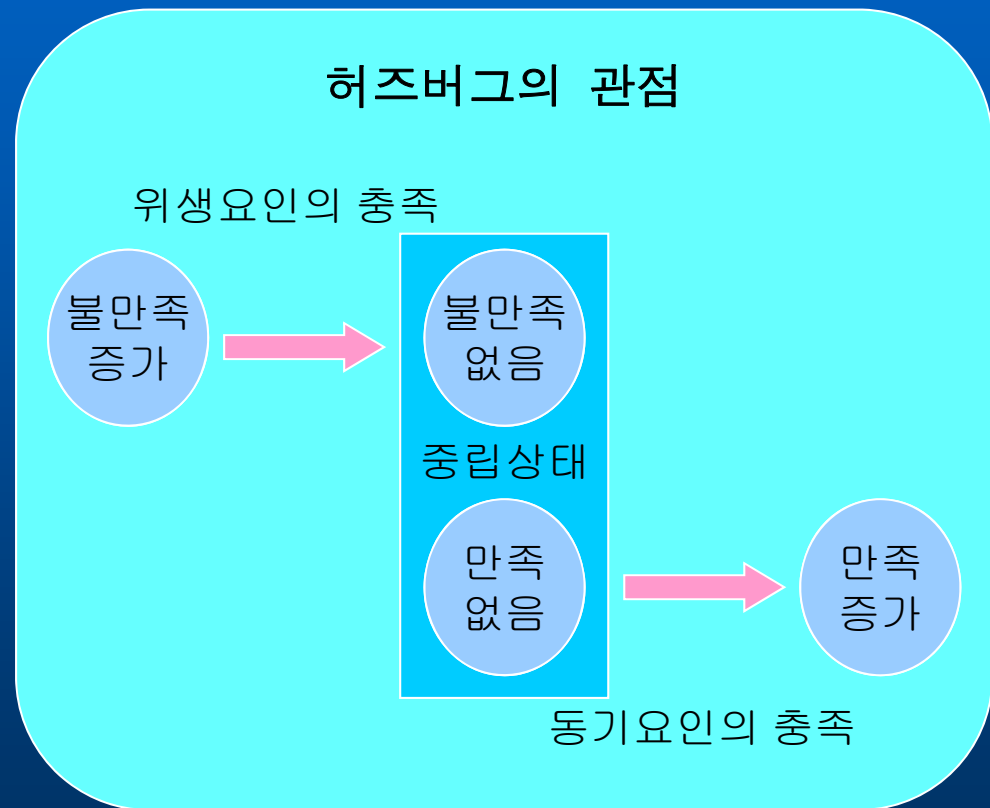 허즈버그의 관점
위생요인의 충족
불만족
증가
불만족
없음
중립상태
만족
없음
만족
증가
동기요인의 충족